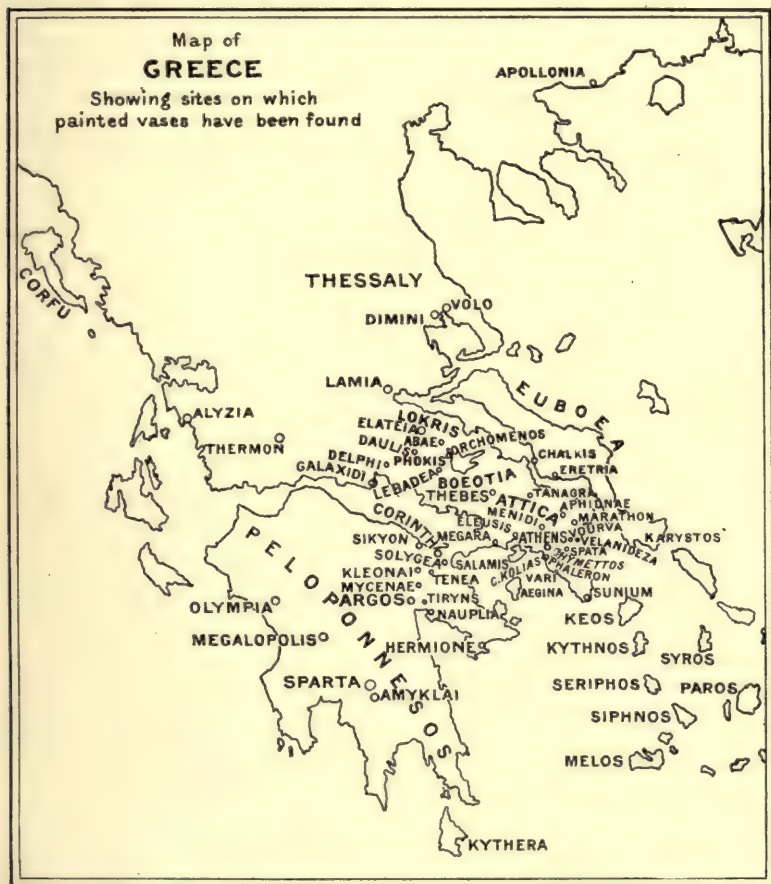 Map of
GREECE
Showing sites on which
painted vases have been found
APOLLONIA
CORFU
THESSALY
VOLO
DIMINI
LAMIA
EUBOEA
ALYZIA
LOKRIS
ELATEIA
ABAE
ORCHOMENOS
THERMON
DAULIS
CHALKIS
DELPHI
PHOKIS
ERETRIA
GALAXIDI
LEBADEA
BOEOTIA
THEBES
TANAGRA
ATTICA
APHIDNAE
CORINTH
MENIDI
MARATHON
ELEUSIS
VOURVA
SIKYON
MEGARA
ATHENS
VELANIDEZA
KARYSTOS
SPATA
SOLYGEA
SALAMIS
HYMETTOS
C.KOLIAS
PHALERON
KLEONAI
TENEA
VARI
MYCENAE
AEGINA
SUNIUM
PELOPONNESOS
OLYMPIA
ARGOS
TIRYNS
NAUPLIA
KEOS
MEGALOPOLIS
HERMIONE
KYTHNOS
SYROS
SPARTA
AMYKLAI
SERIPHOS
PAROS
SIPHNOS
MELOS
KYTHERA